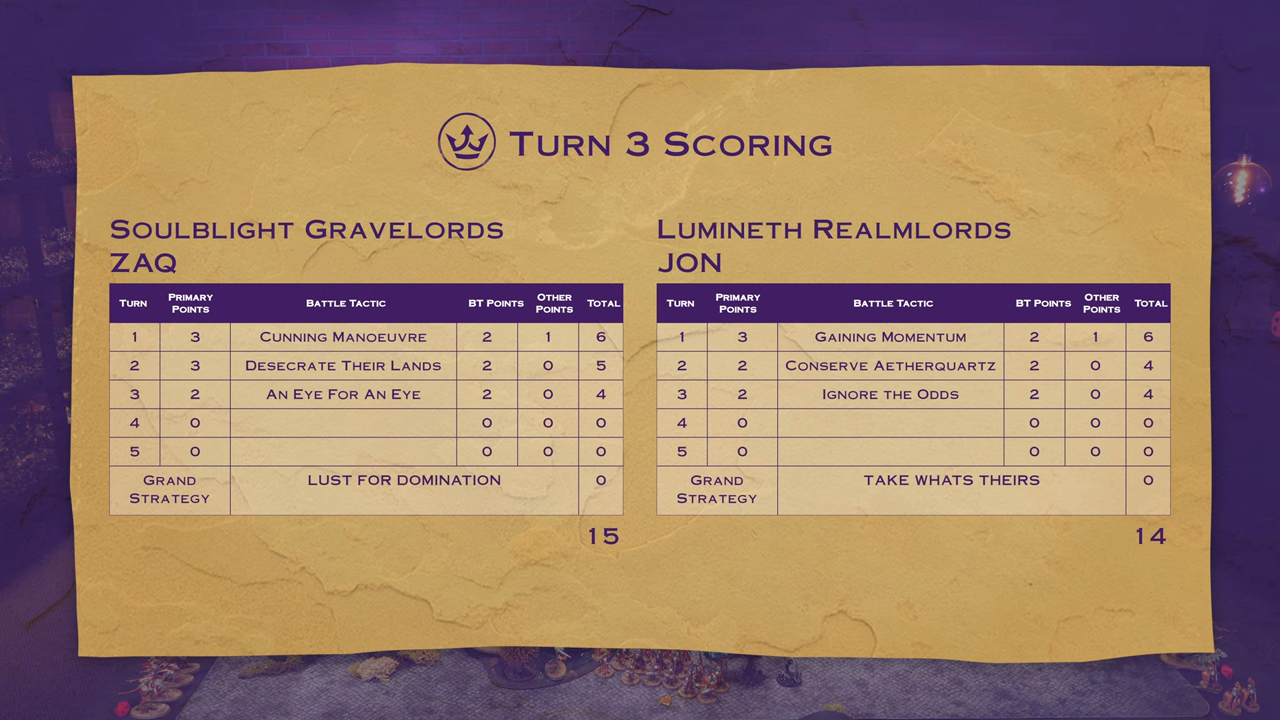 Turn 3 Scoring
Soulblight Gravelords
ZAQ
Turn Primary Points Battle Tactic BT Points Other Points Total
1 3 Cunning Manoeuvre 2 1 6
2 3 Desecrate Their Lands 2 0 5
3 2 An Eye For An Eye 2 0 4
4 0 0 0 0
5 0 0 0 0
Grand Strategy LUST FOR DOMINATION 0
15
Lumineth Realmlords
JON
Turn Primary Points Battle Tactic BT Points Other Points Total
1 3 Gaining Momentum 2 1 6
2 2 Conserve Aetherquartz 2 0 4
3 2 Ignore the Odds 2 0 4
4 0 0 0 0
5 0 0 0 0
Grand Strategy TAKE WHATS THEIRS 0
14